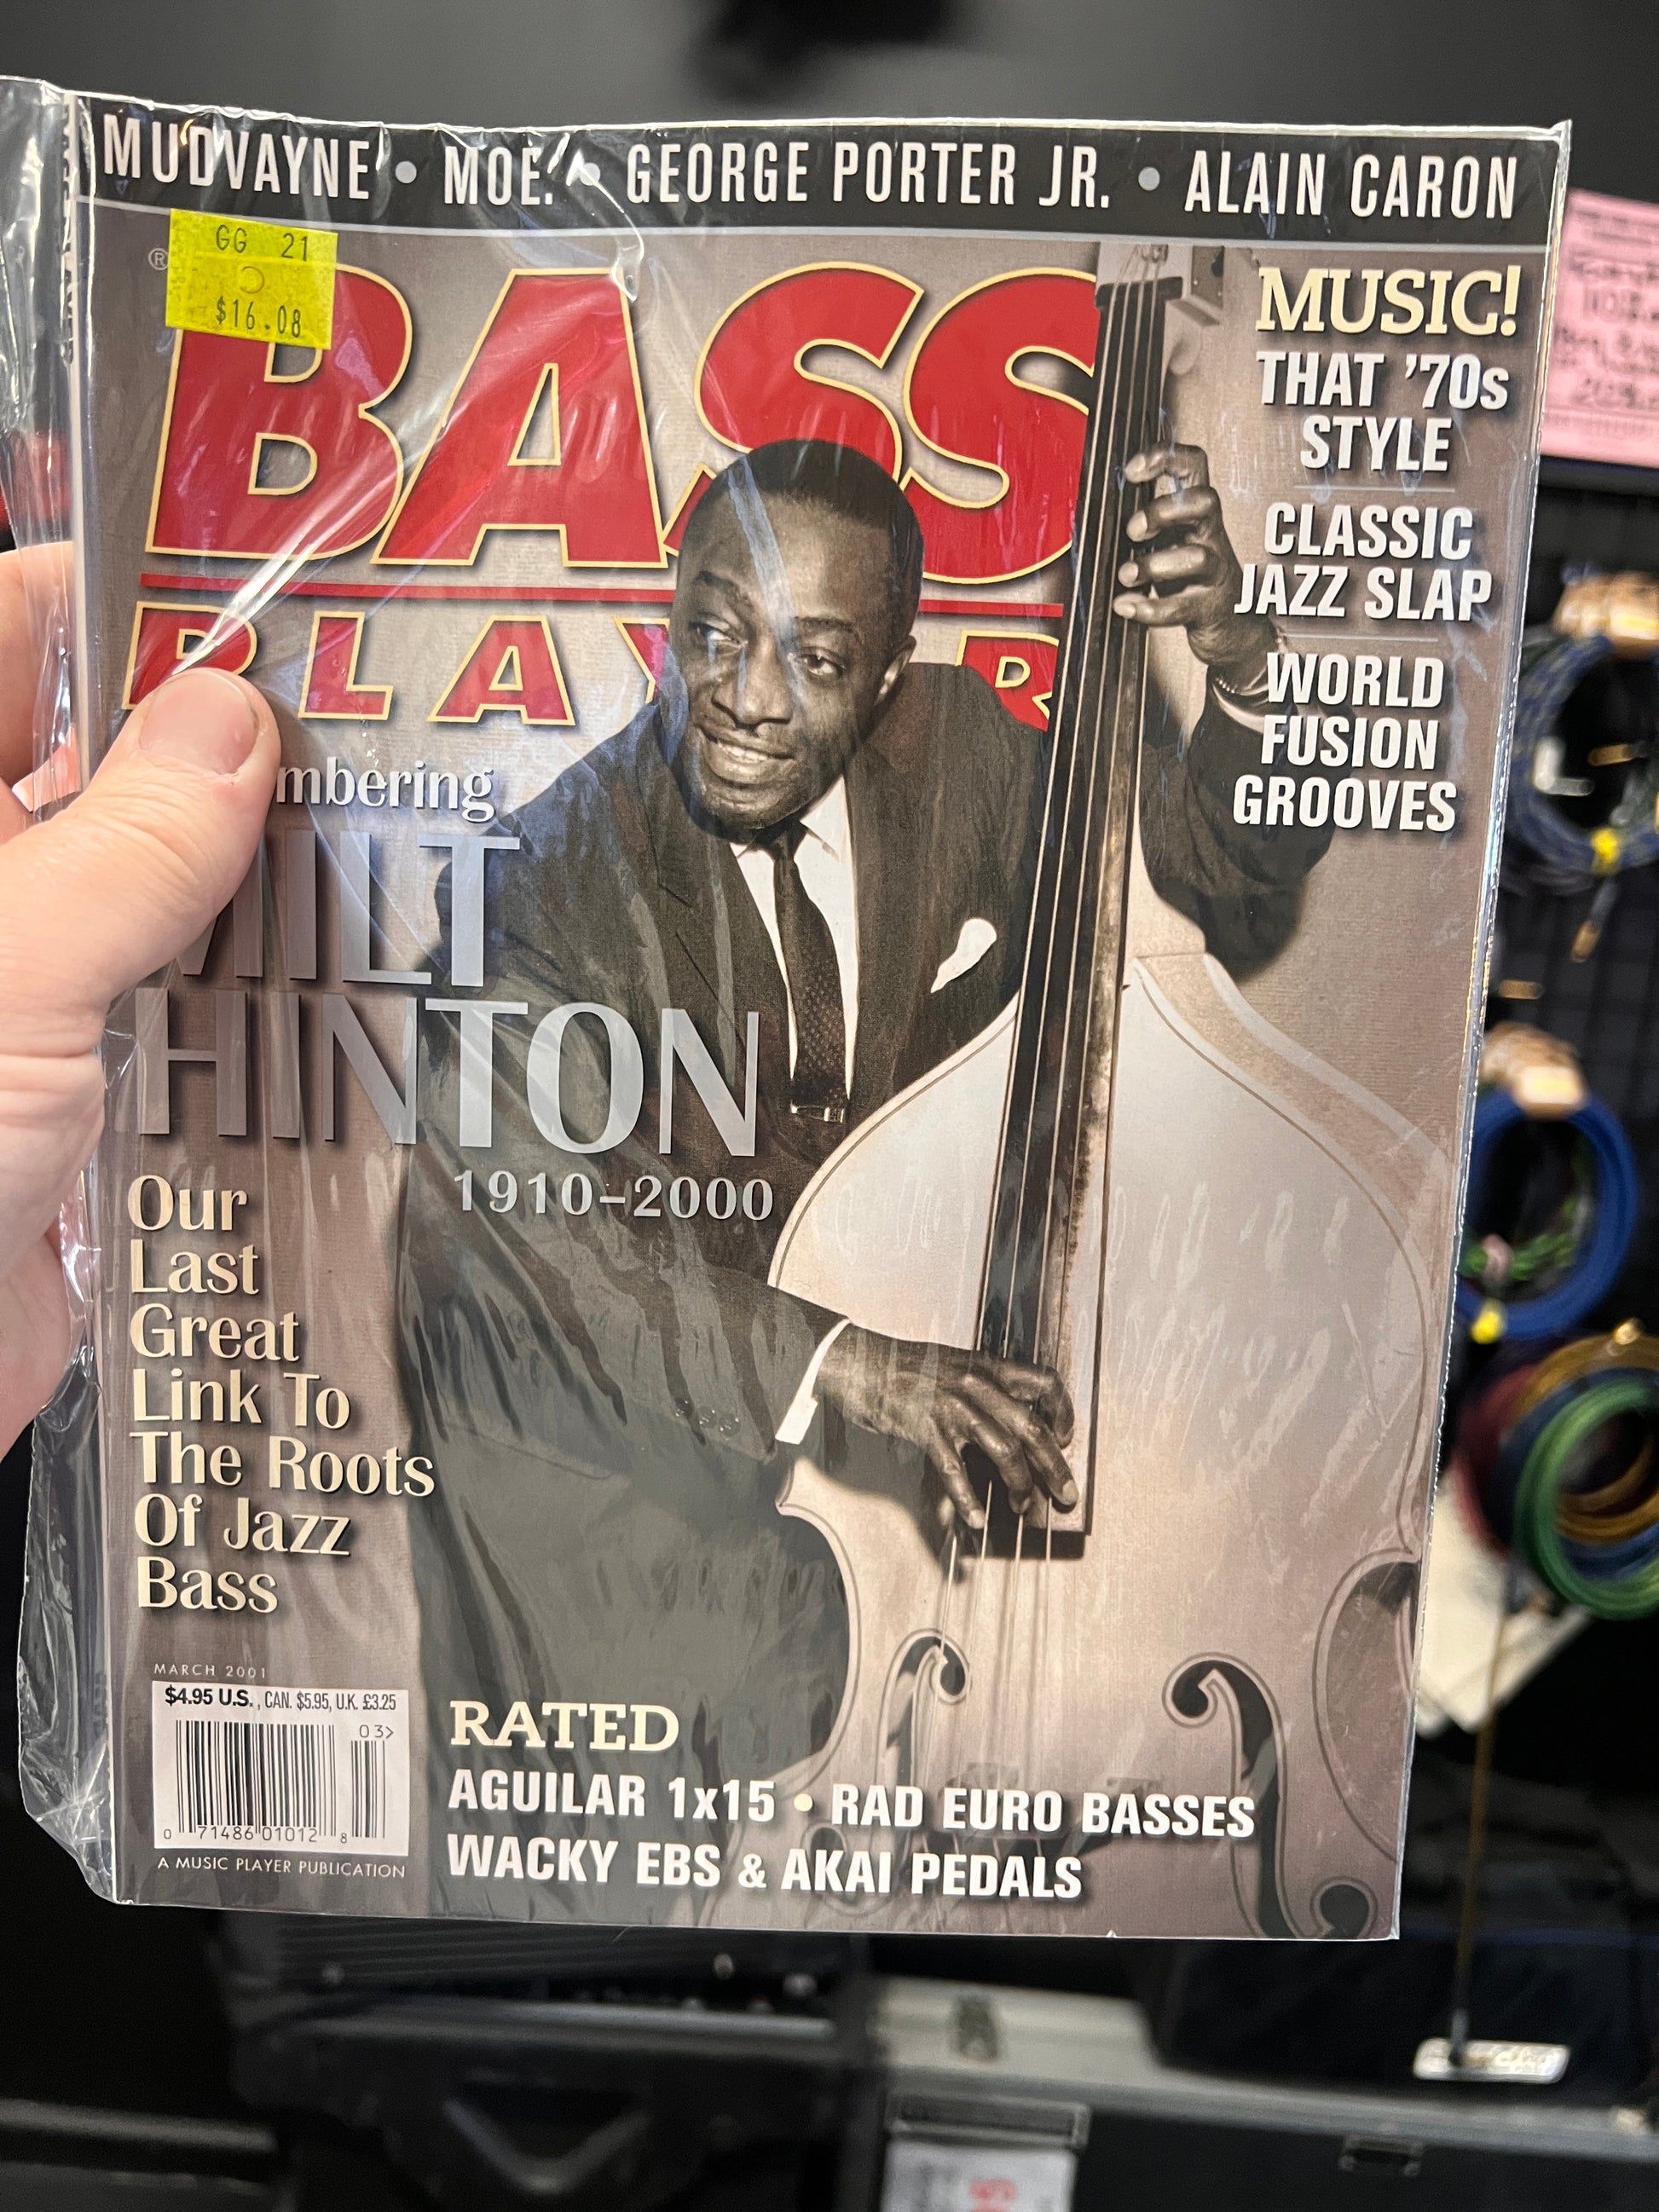 MUDVAYNE • MOE. • GEORGE PORTER JR. • ALAIN CARON
GG 21
$16.08
®
BASS
PLAY R
MUSIC!
THAT '70s
STYLE
CLASSIC
JAZZ SLAP
WORLD
FUSION
GROOVES
mbering
MILT
HINTON
1910–2000
Our
Last
Great
Link To
The Roots
Of Jazz
Bass
MARCH 2001
$4.95 U.S., CAN. $5.95, U.K. £3.25
03>
0 71486 01012 8
A MUSIC PLAYER PUBLICATION
RATED
AGUILAR 1x15 • RAD EURO BASSES
WACKY EBS & AKAI PEDALS